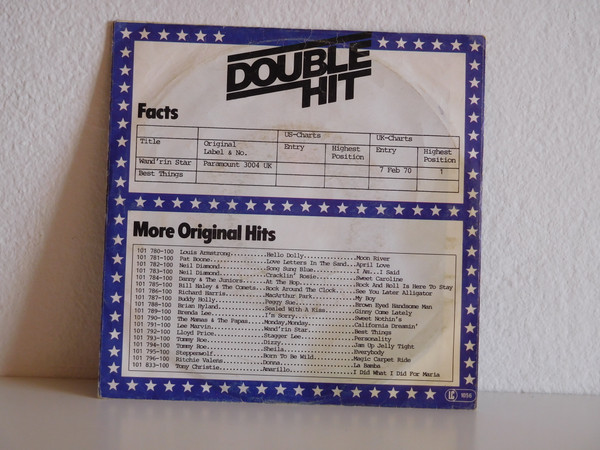 DOUBLE
HIT
Facts
US-Charts UK-Charts
Title Original Label & No. Entry Highest Position Entry Highest Position
Wand'rin Star Paramount 3004 UK 7 Feb 70 1
Best Things
More Original Hits
101 780-100 Louis Armstrong Hello Dolly Moon River
101 781-100 Pat Boone Love Letters In The Sand April Love
101 782-100 Neil Diamond Song Sung Blue I Am...I Said
101 783-100 Neil Diamond Cracklin' Rosie Sweet Caroline
101 784-100 Danny & The Juniors At The Hop Rock And Roll Is Here To Stay
101 785-100 Bill Haley & The Comets Rock Around The Clock See You Later Alligator
101 786-100 Richard Harris MacArthur Park My Boy
101 787-100 Buddy Holly Peggy Sue Brown Eyed Handsome Man
101 788-100 Brian Hyland Sealed With A Kiss Ginny Come Lately
101 789-100 Brenda Lee I'm Sorry Sweet Nothin's
101 790-100 The Mamas & The Papas Monday, Monday California Dreamin'
101 791-100 Lee Marvin Wand'rin Star Best Things
101 792-100 Lloyd Price Stagger Lee Personality
101 793-100 Tommy Roe Dizzy Jam Up Jelly Tight
101 794-100 Tommy Roe Sheila Everybody
101 795-100 Steppenwolf Born To Be Wild Magic Carpet Ride
101 796-100 Ritchie Valens Donna La Bamba
101 833-100 Tony Christie Amarillo I Did What I Did For Maria
LC 1056